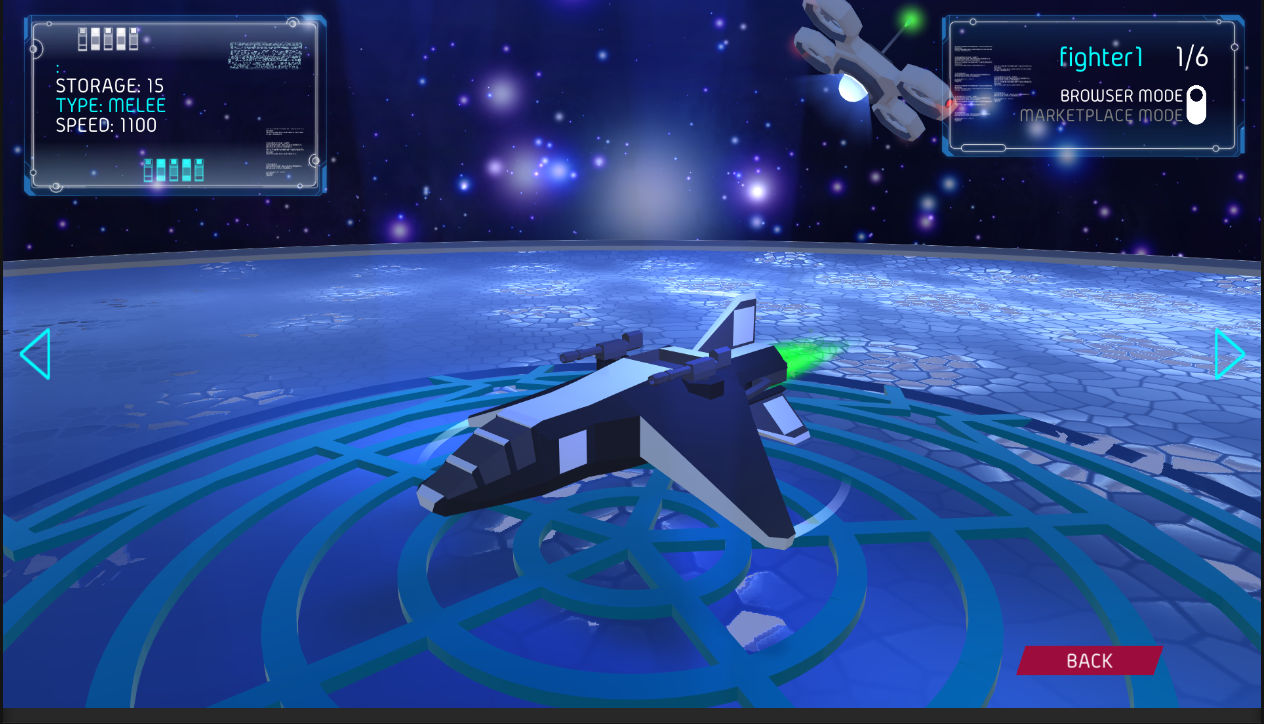 STORAGE: 15
TYPE: MELEE
SPEED: 1100
fighter1 1/6
BROWSER MODE
MARKETPLACE MODE
BACK